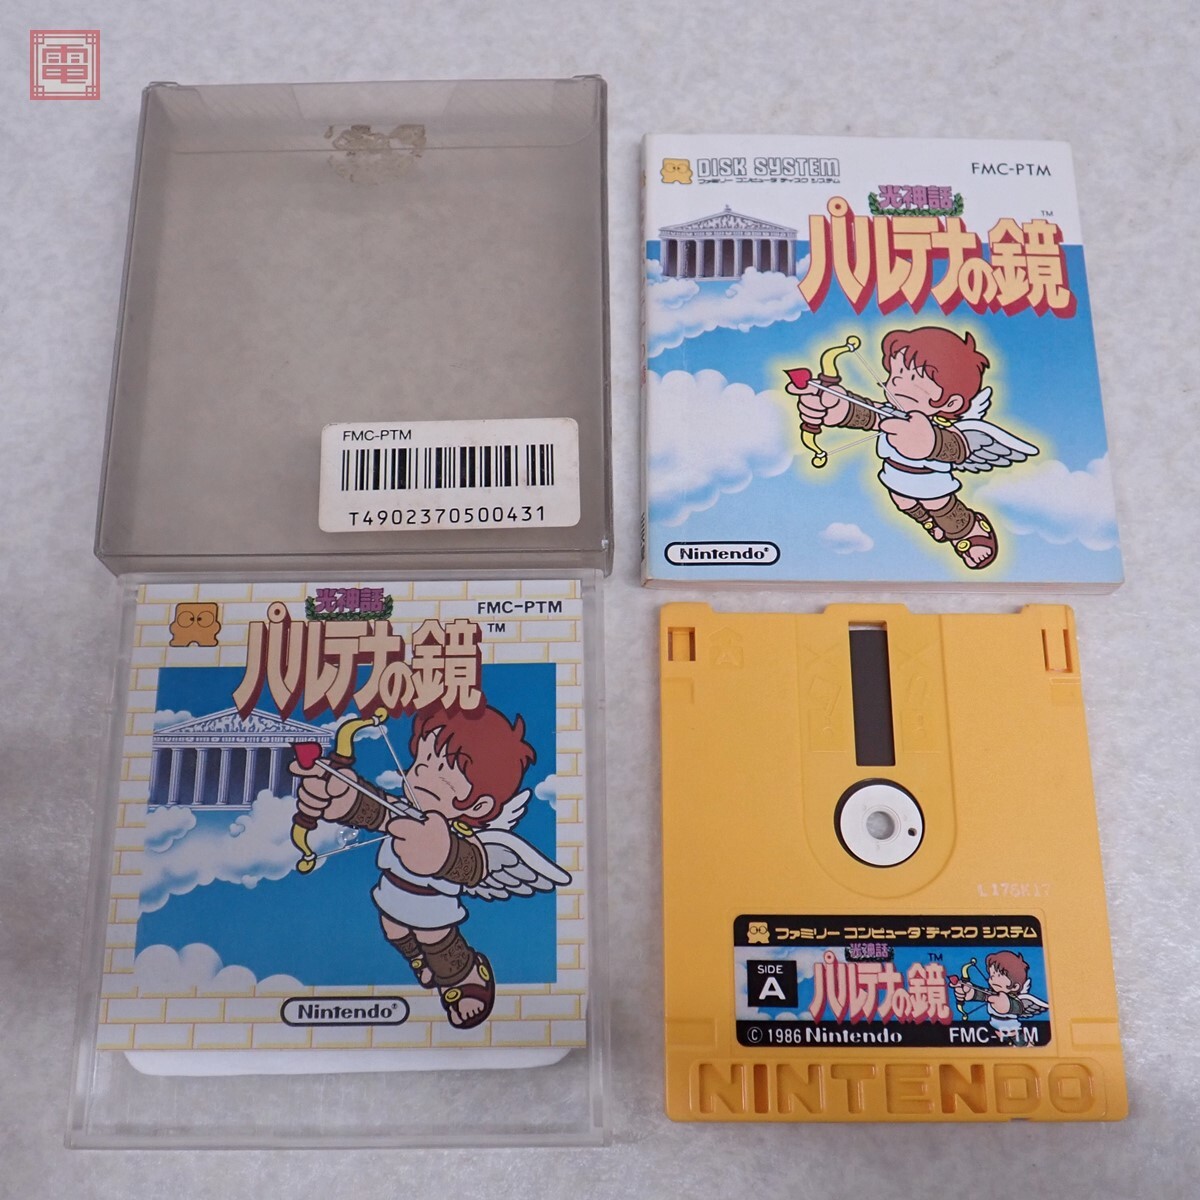 電
FMC-PTM
T4902370500431
DISK SYSTEM
ファミリー コンピュータ ディスク システム
FMC-PTM
光神話
パルテナの鏡
TM
Nintendo®
光神話
FMC-PTM
パルテナの鏡
TM
Nintendo®
A
L175K17
ファミリー コンピュータ ディスク システム
光神話
SIDE
A
パルテナの鏡
TM
© 1986 Nintendo
FMC-PTM
NINTENDO